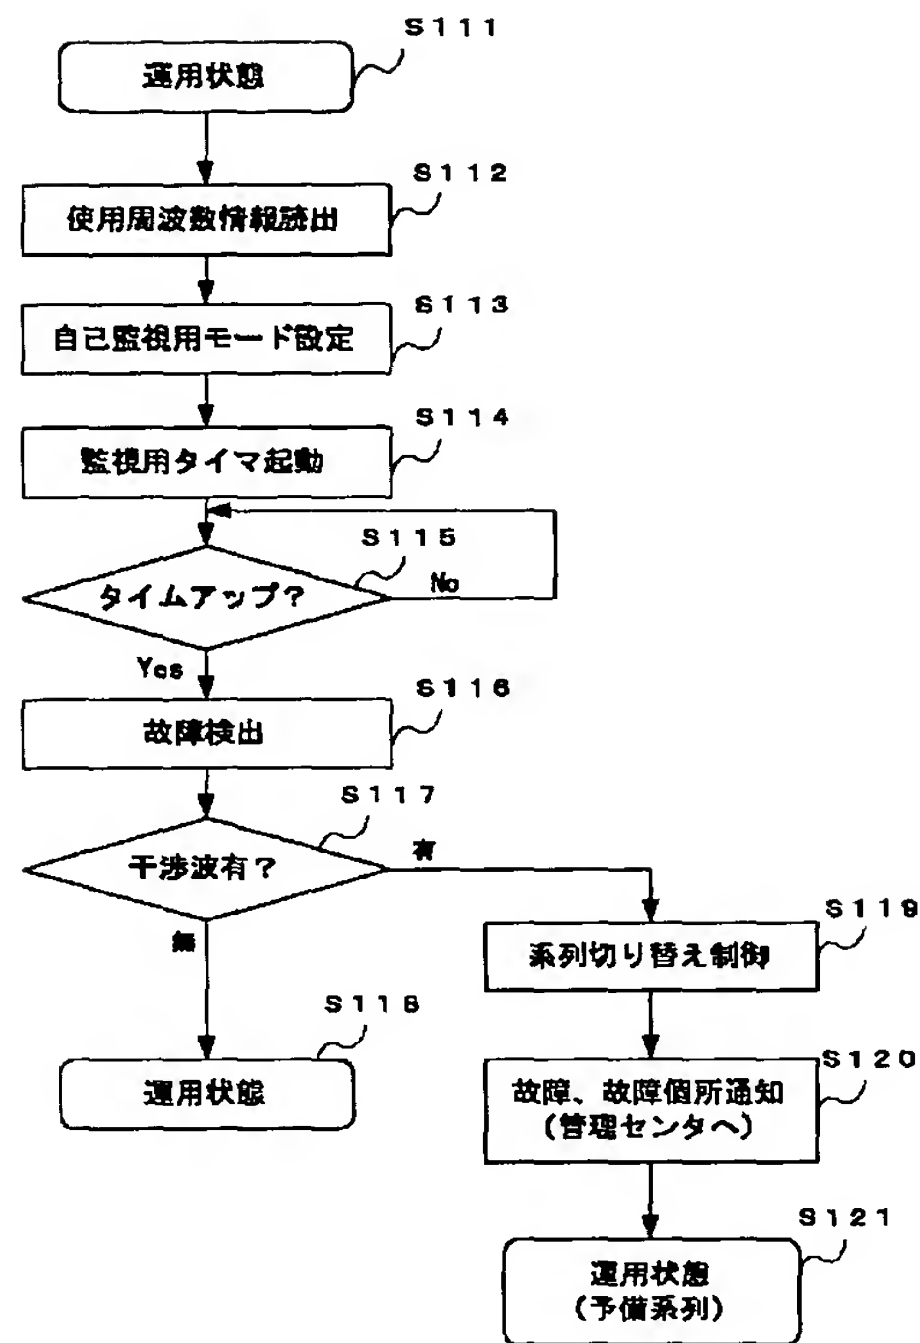 S111
運用状態
S112
使用周波数情報読出
S113
自己監視用モード設定
S114
監視用タイマ起動
S115
タイムアップ?
No
Yes
S116
故障検出
S117
干渉波有?
有
無
S119
系列切り替え制御
S118
運用状態
S120
故障、故障個所通知
(管理センタへ)
S121
運用状態
(予備系列)